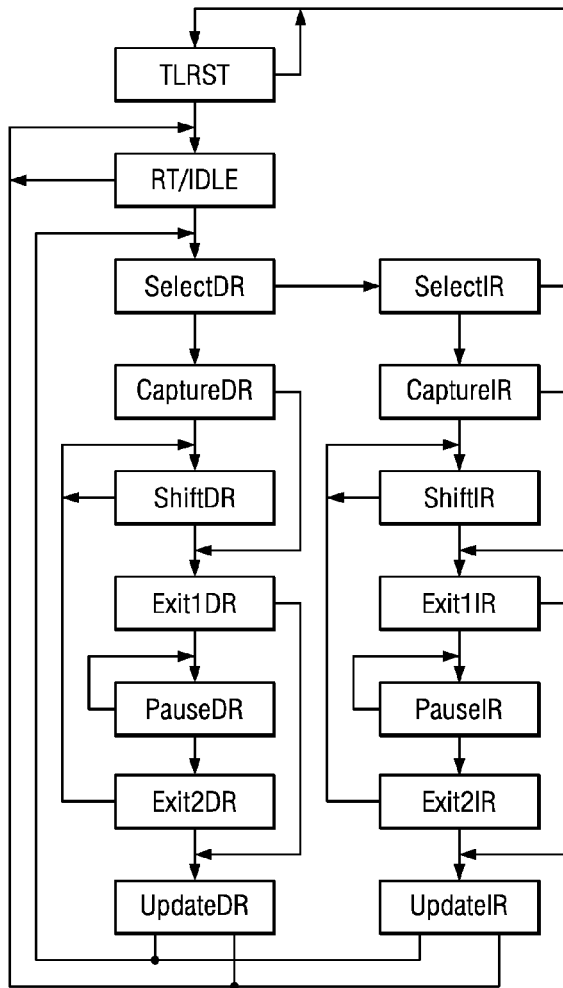 TLRST
RT/IDLE
SelectDR
SelectIR
CaptureDR
CaptureIR
ShiftDR
ShiftIR
Exit1DR
Exit1IR
PauseDR
PauseIR
Exit2DR
Exit2IR
UpdateDR
UpdateIR